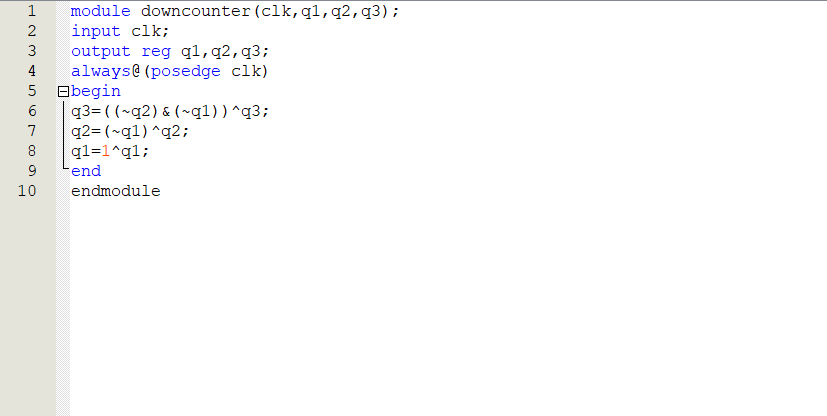 1 module downcounter(clk,q1,q2,q3);
2 input clk;
3 output reg q1,q2,q3;
4 always@(posedge clk)
5 begin
6 q3=((~q2)&(~q1))^q3;
7 q2=(~q1)^q2;
8 q1=1^q1;
9 end
10 endmodule